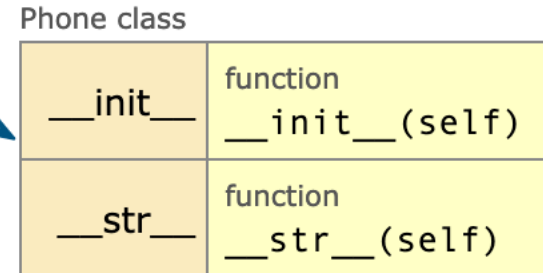 Phone class
__init__
function
__init__(self)
__str__
function
__str__(self)